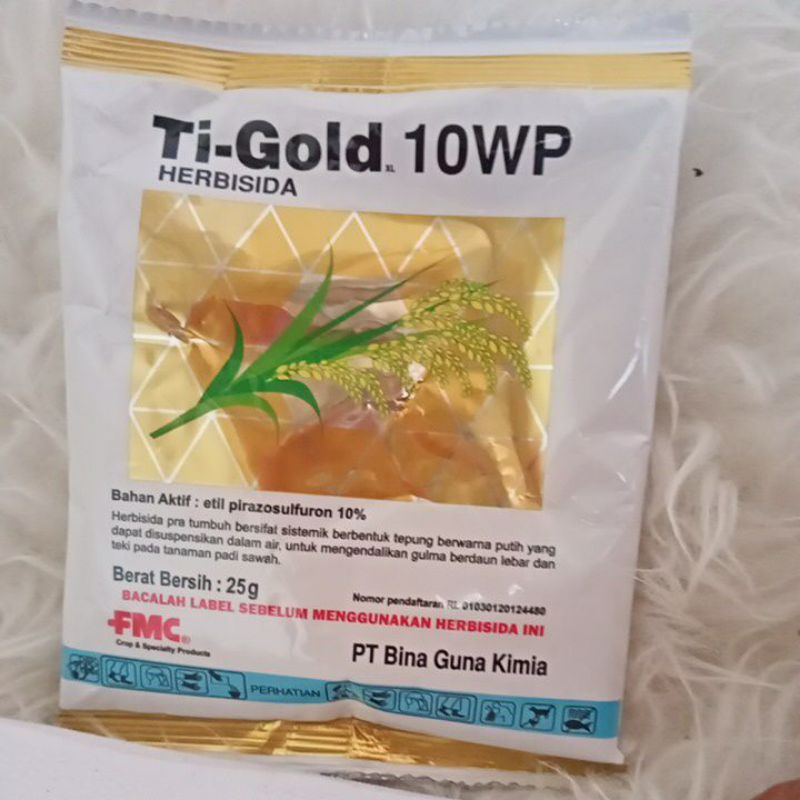 Ti-Gold XL 10WP
HERBISIDA
Bahan Aktif : etil pirazosulfuron 10%
Herbisida pra tumbuh bersifat sistemik berbentuk tepung berwarna putih yang
dapat disuspensikan dalam air, untuk mengendalikan gulma berdaun lebar dan
teki pada tanaman padi sawah.
Berat Bersih : 25g
Nomor pendaftaran RI. 01030120124480
BACALAH LABEL SEBELUM MENGGUNAKAN HERBISIDA INI
FMC®
Crop & Specialty Products
PT Bina Guna Kimia
PERHATIAN